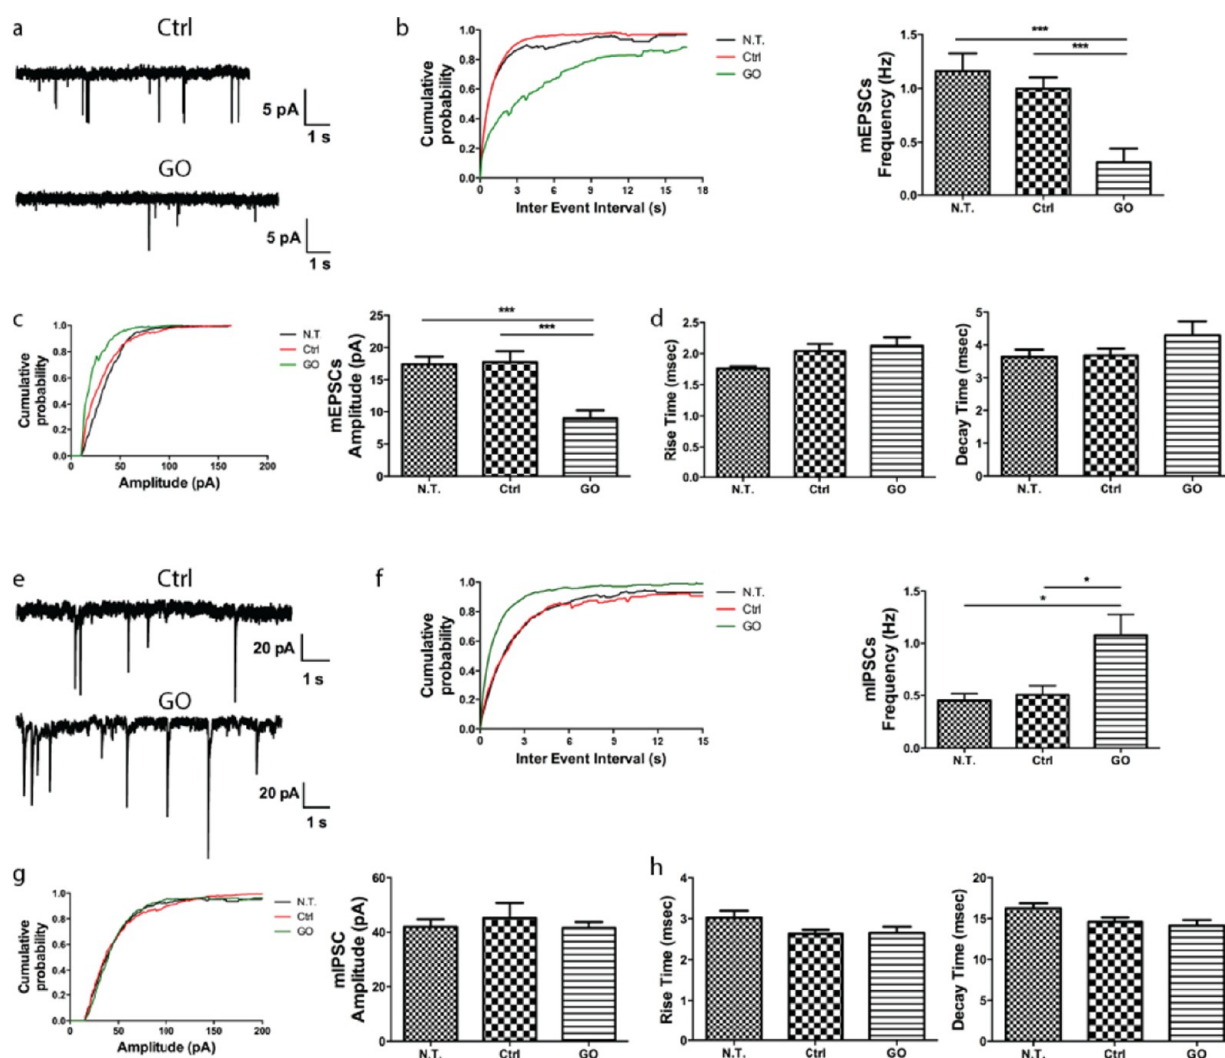 a
Ctrl
5 pA
1 s
GO
5 pA
1 s
b
Cumulative
probability
1.0
0.8
0.6
0.4
0.2
0.0
0 3 6 9 12 15 18
Inter Event Interval (s)
N.T.
Ctrl
GO
mEPSCs
Frequency (Hz)
1.5
1.0
0.5
0.0
***
***
N.T. Ctrl GO
c
Cumulative
probability
1.0
0.8
0.6
0.4
0.2
0.0
0 50 100 150 200
Amplitude (pA)
N.T.
Ctrl
GO
mEPSCs
Amplitude (pA)
25
20
15
10
5
0
***
***
N.T. Ctrl GO
d
Rise Time (msec)
2.5
2.0
1.5
1.0
0.5
0.0
N.T. Ctrl GO
Decay Time (msec)
5
4
3
2
1
0
N.T. Ctrl GO
e
Ctrl
20 pA
1 s
GO
20 pA
1 s
f
Cumulative
probability
1.0
0.8
0.6
0.4
0.2
0.0
0 3 6 9 12 15
Inter Event Interval (s)
N.T.
Ctrl
GO
mIPSCs
Frequency (Hz)
1.5
1.0
0.5
0.0
*
*
N.T. Ctrl GO
g
Cumulative
probability
1.0
0.8
0.6
0.4
0.2
0.0
0 50 100 150 200
Amplitude (pA)
N.T.
Ctrl
GO
mIPSC
Amplitude (pA)
60
40
20
0
N.T. Ctrl GO
h
Rise Time (msec)
4
3
2
1
0
N.T. Ctrl GO
Decay Time (msec)
20
15
10
5
0
N.T. Ctrl GO